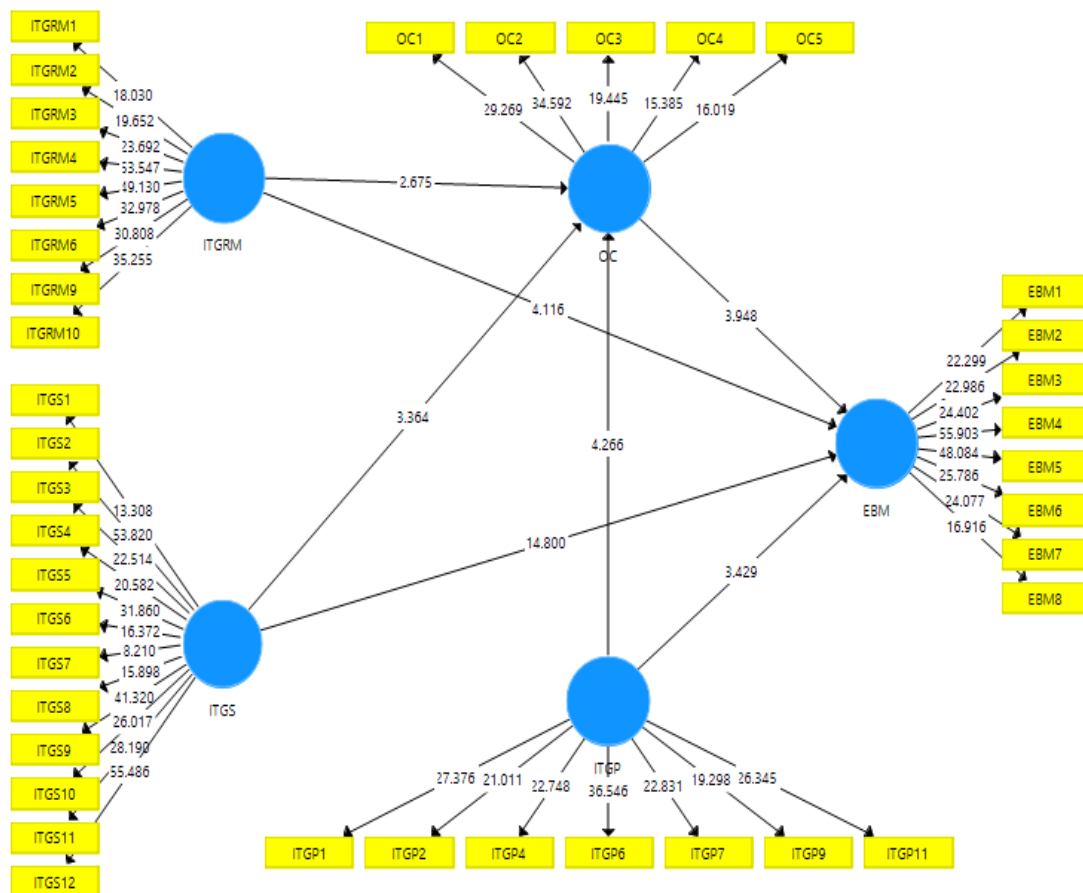 ITGRM1
ITGRM2
ITGRM3
ITGRM4
ITGRM5
ITGRM6
ITGRM9
ITGRM10
18.030
19.652
23.692
53.547
49.130
32.978
30.808
35.255
ITGRM
OC1
OC2
OC3
OC4
OC5
29.269
34.592
19.445
15.385
16.019
OC
2.675
4.116
3.364
4.266
3.948
14.800
3.429
EBM1
EBM2
EBM3
EBM4
EBM5
EBM6
EBM7
EBM8
22.299
22.986
24.402
55.903
48.084
25.786
24.077
16.916
EBM
ITGS1
ITGS2
ITGS3
ITGS4
ITGS5
ITGS6
ITGS7
ITGS8
ITGS9
ITGS10
ITGS11
ITGS12
13.308
53.820
22.514
20.582
31.860
16.372
8.210
15.898
41.320
26.017
28.190
55.486
ITGS
ITGP
27.376
21.011
22.748
36.546
22.831
19.298
26.345
ITGP1
ITGP2
ITGP4
ITGP6
ITGP7
ITGP9
ITGP11